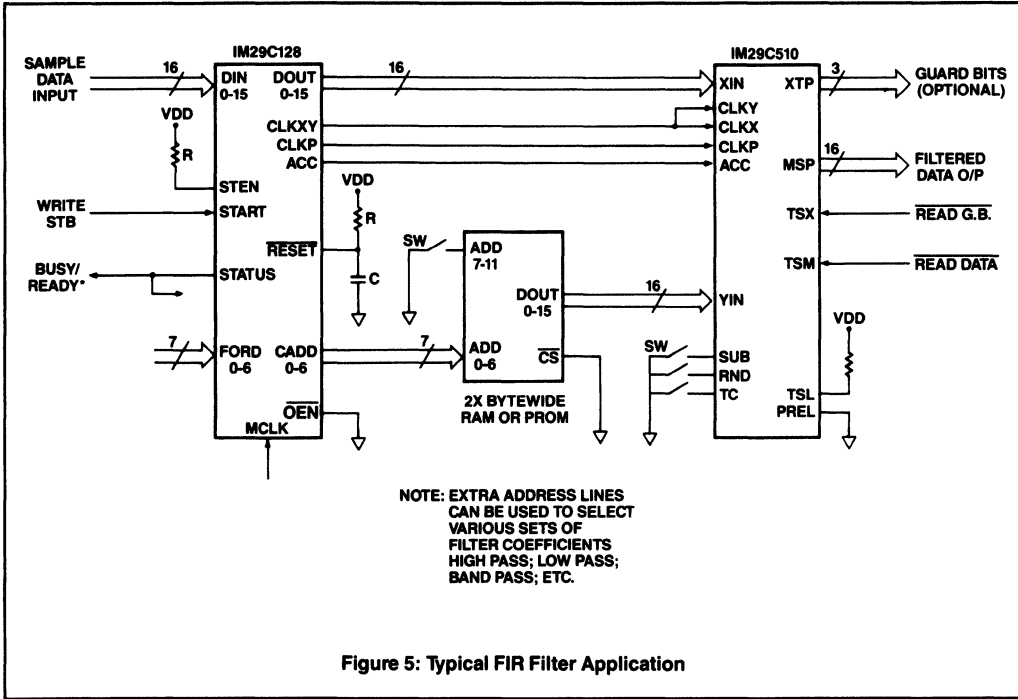 IM29C128
IM29C510
SAMPLE
DATA
INPUT
16
DIN
0-15
DOUT
0-15
16
XIN
XTP
3
GUARD BITS
(OPTIONAL)
VDD
R
CLKXY
CLKP
ACC
CLKY
CLKX
CLKP
ACC
MSP
16
FILTERED
DATA O/P
STEN
WRITE
STB
START
VDD
R
RESET
C
SW
ADD
7-11
TSX
READ G.B.
BUSY/
READY*
STATUS
DOUT
0-15
16
YIN
TSM
READ DATA
7
FORD
0-6
CADD
0-6
7
ADD
0-6
CS
SW
SUB
RND
TC
VDD
TSL
PREL
OEN
MCLK
2X BYTEWIDE
RAM OR PROM
NOTE: EXTRA ADDRESS LINES
CAN BE USED TO SELECT
VARIOUS SETS OF
FILTER COEFFICIENTS
HIGH PASS; LOW PASS;
BAND PASS; ETC.
Figure 5: Typical FIR Filter Application